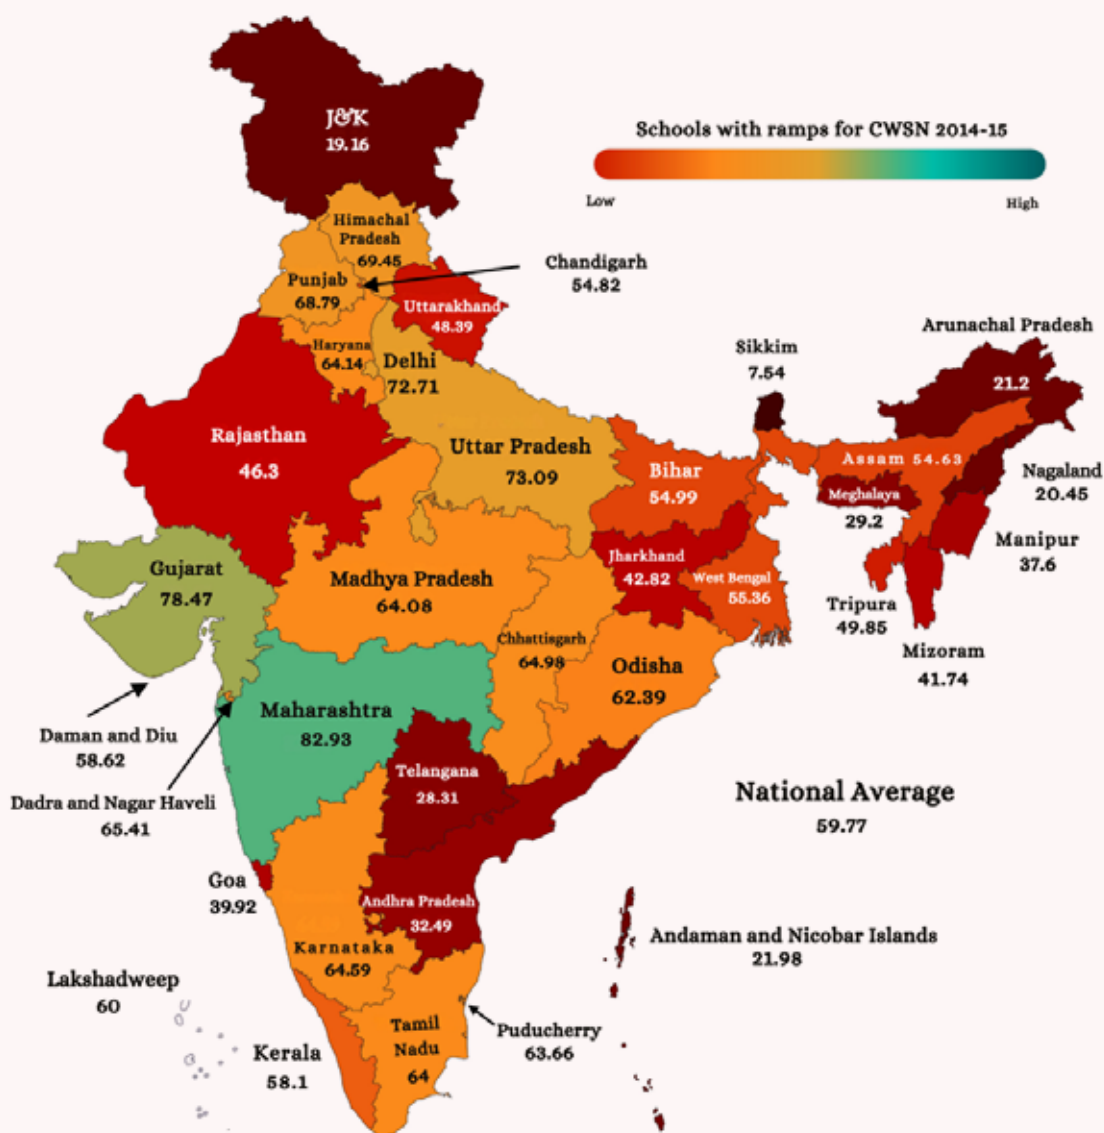 J&K
19.16
Schools with ramps for CWSN 2014-15
Low
High
Himachal
Pradesh
69.45
Chandigarh
54.82
Punjab
68.79
Uttarakhand
48.39
Haryana
64.14
Delhi
72.71
Sikkim
7.54
Arunachal Pradesh
21.2
Rajasthan
46.3
Uttar Pradesh
73.09
Bihar
54.99
Assam 54.63
Nagaland
20.45
Meghalaya
29.2
Manipur
37.6
Gujarat
78.47
Madhya Pradesh
64.08
Jharkhand
42.82
West Bengal
55.36
Tripura
49.85
Mizoram
41.74
Chhattisgarh
64.98
Odisha
62.39
Maharashtra
82.93
Daman and Diu
58.62
Dadra and Nagar Haveli
65.41
Telangana
28.31
National Average
59.77
Goa
39.92
Andhra Pradesh
32.49
Karnataka
64.59
Andaman and Nicobar Islands
21.98
Lakshadweep
60
Kerala
58.1
Tamil
Nadu
64
Puducherry
63.66